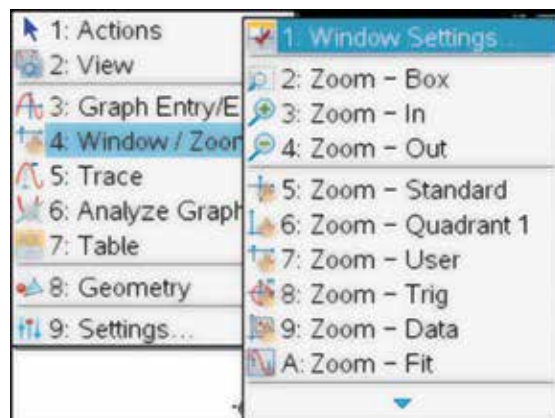 1: Actions
2: View
3: Graph Entry/E
4: Window / Zoom
5: Trace
6: Analyze Graph
7: Table
8: Geometry
9: Settings...
1: Window Settings...
2: Zoom – Box
3: Zoom – In
4: Zoom – Out
5: Zoom – Standard
6: Zoom – Quadrant 1
7: Zoom – User
8: Zoom – Trig
9: Zoom – Data
A: Zoom – Fit